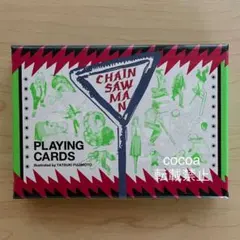 CHAIN
SAW
MAN
PLAYING
CARDS
Illustrated by TATSUKI FUJIMOTO
cocoa
転載禁止